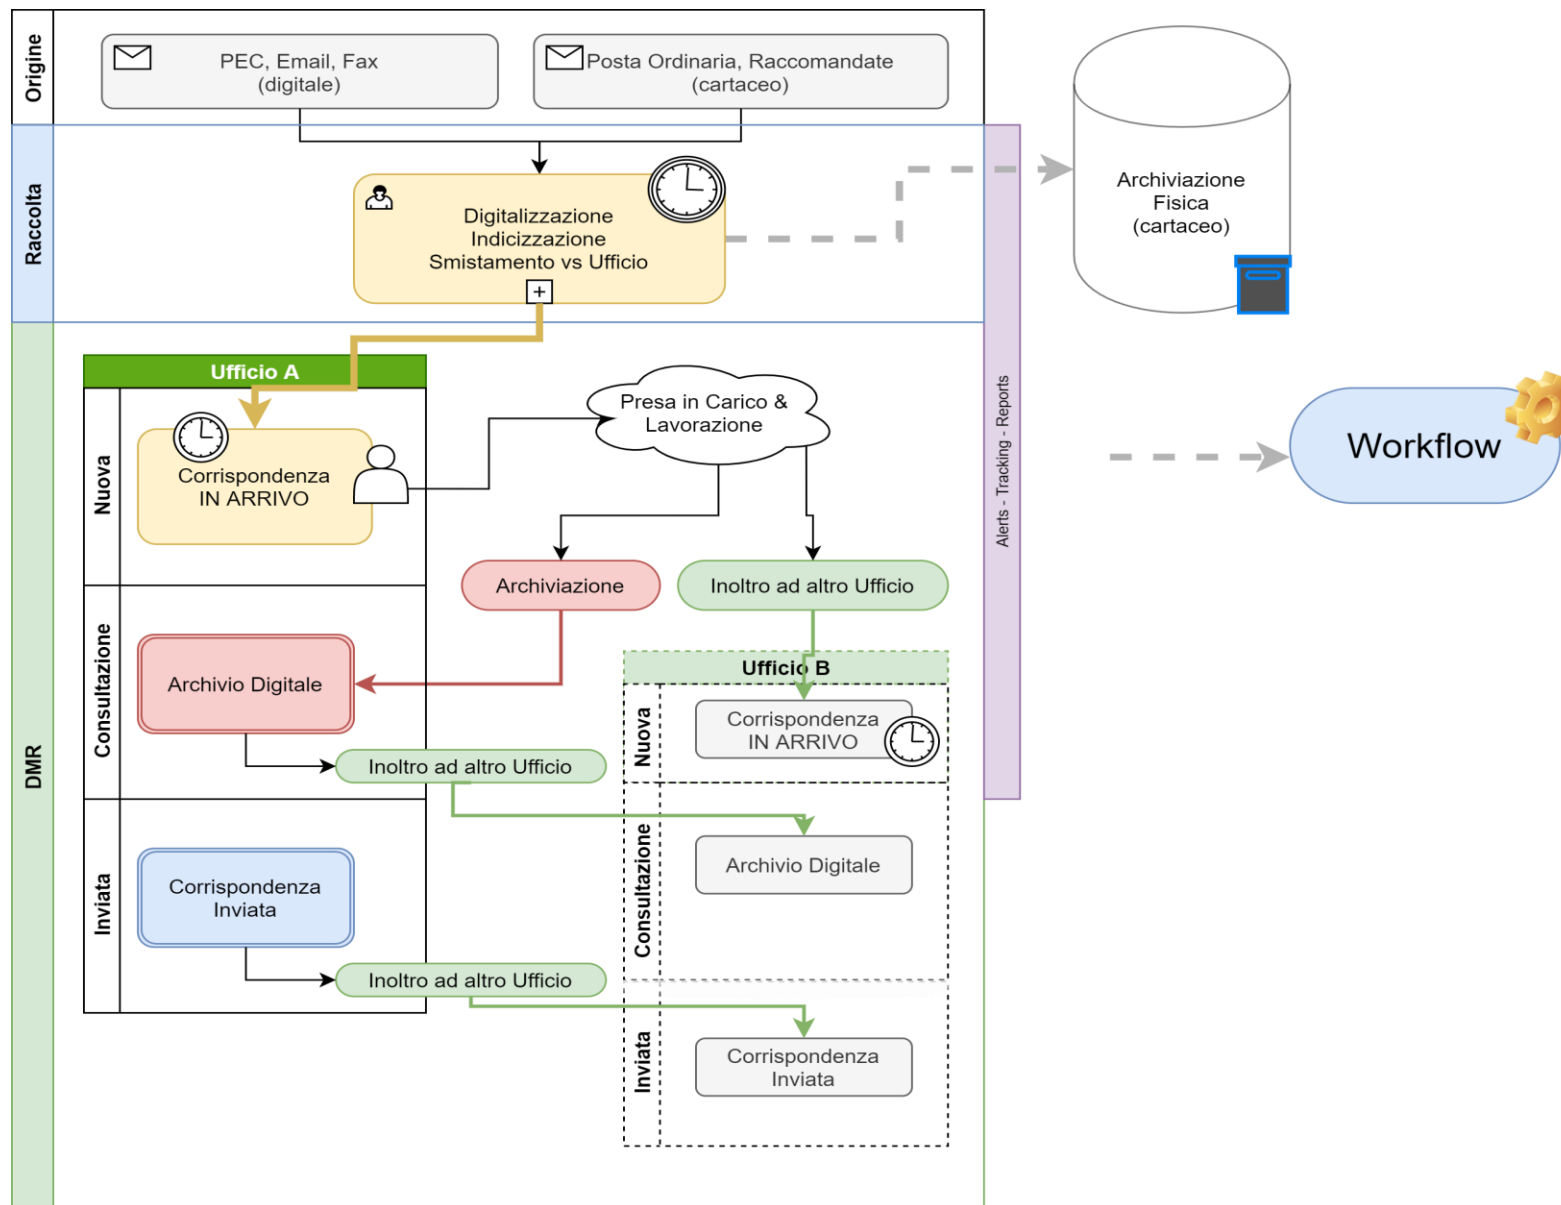 Origine
PEC, Email, Fax
(digitale)
Posta Ordinaria, Raccomandate
(cartaceo)
Raccolta
Digitalizzazione
Indicizzazione
Smistamento vs Ufficio
+
Archiviazione
Fisica
(cartaceo)
Alerts - Tracking - Reports
Workflow
DMR
Ufficio A
Nuova
Corrispondenza
IN ARRIVO
Presa in Carico &
Lavorazione
Archiviazione
Inoltro ad altro Ufficio
Consultazione
Archivio Digitale
Inoltro ad altro Ufficio
Inviata
Corrispondenza
Inviata
Inoltro ad altro Ufficio
Ufficio B
Nuova
Corrispondenza
IN ARRIVO
Consultazione
Archivio Digitale
Inviata
Corrispondenza
Inviata